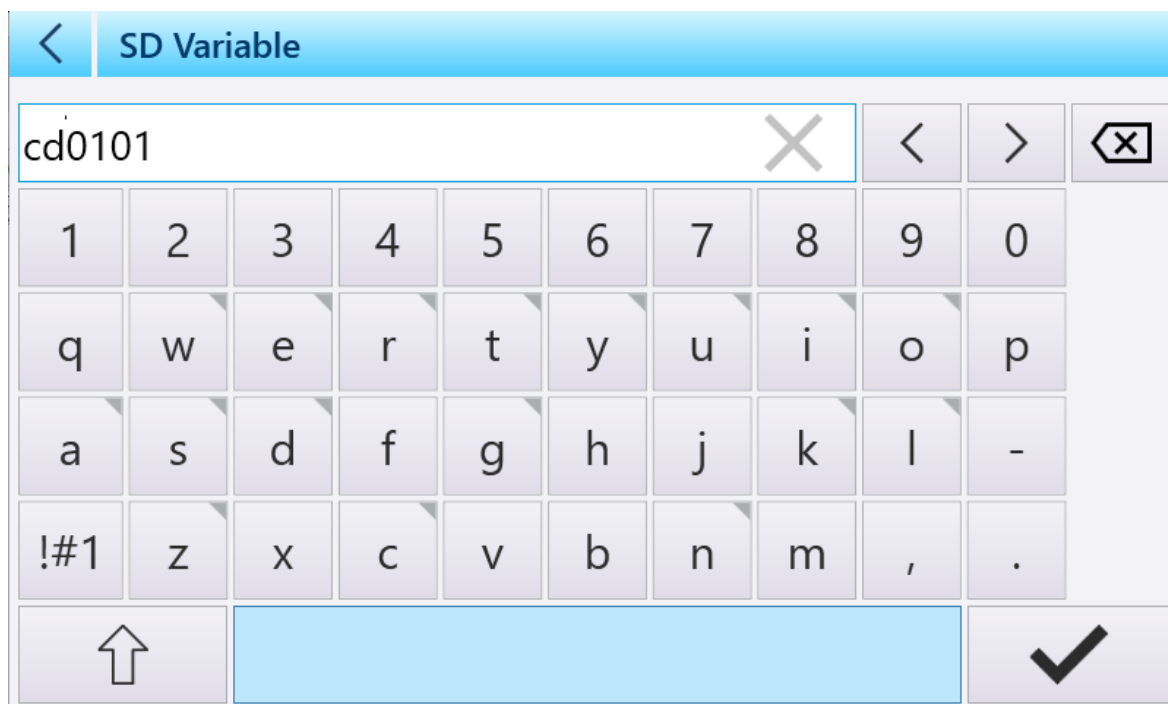 SD Variable
cd0101
1 2 3 4 5 6 7 8 9 0
q w e r t y u i o p
a s d f g h j k l -
!#1 z x c v b n m , .